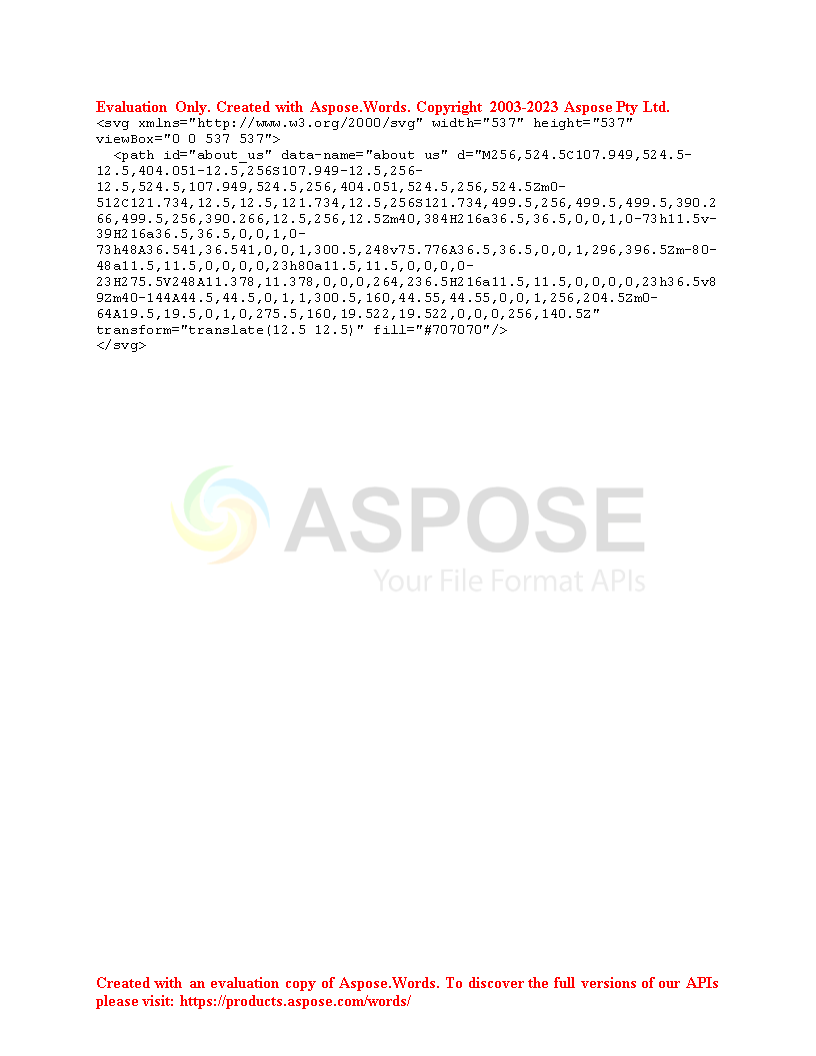 Evaluation Only. Created with Aspose.Words. Copyright 2003-2023 Aspose Pty Ltd.
<svg xmlns="http://www.w3.org/2000/svg" width="537" height="537"
viewBox="0 0 537 537">
  <path id="about_us" data-name="about us" d="M256,524.5C107.949,524.5-
12.5,404.051-12.5,256S107.949-12.5,256-
12.5,524.5,107.949,524.5,256,404.051,524.5,256,524.5Zm0-
512C121.734,12.5,12.5,121.734,12.5,256S121.734,499.5,256,499.5,499.5,390.2
66,499.5,256,390.266,12.5,256,12.5Zm40,384H216a36.5,36.5,0,0,1,0-73h11.5v-
39H216a36.5,36.5,0,0,1,0-
73h48A36.541,36.541,0,0,1,300.5,248v75.776A36.5,36.5,0,0,1,296,396.5Zm-80-
48a11.5,11.5,0,0,0,0,23h80a11.5,11.5,0,0,0,0-
23H275.5V248A11.378,11.378,0,0,0,264,236.5H216a11.5,11.5,0,0,0,0,23h36.5v8
9Zm40-144A44.5,44.5,0,1,1,300.5,160,44.55,44.55,0,0,1,256,204.5Zm0-
64A19.5,19.5,0,1,0,275.5,160,19.522,19.522,0,0,0,256,140.5Z"
transform="translate(12.5 12.5)" fill="#707070"/>
</svg>
ASPOSE
Your File Format APIs
Created with an evaluation copy of Aspose.Words. To discover the full versions of our APIs
please visit: https://products.aspose.com/words/